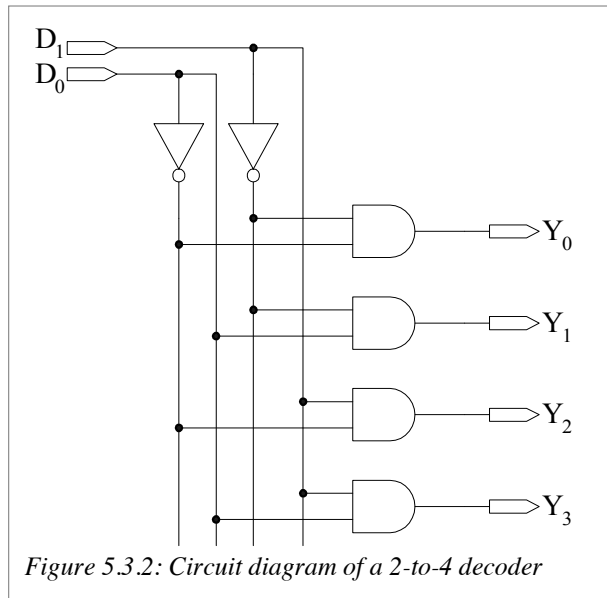 D₁
D₀
Y₀
Y₁
Y₂
Y₃
Figure 5.3.2: Circuit diagram of a 2-to-4 decoder